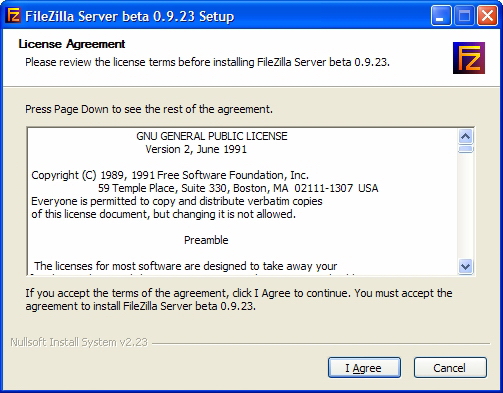 FileZilla Server beta 0.9.23 Setup
License Agreement
Please review the license terms before installing FileZilla Server beta 0.9.23.
Press Page Down to see the rest of the agreement.
GNU GENERAL PUBLIC LICENSE
Version 2, June 1991
Copyright (C) 1989, 1991 Free Software Foundation, Inc.
59 Temple Place, Suite 330, Boston, MA 02111-1307 USA
Everyone is permitted to copy and distribute verbatim copies
of this license document, but changing it is not allowed.
Preamble
The licenses for most software are designed to take away your
If you accept the terms of the agreement, click I Agree to continue. You must accept the
agreement to install FileZilla Server beta 0.9.23.
Nullsoft Install System v2.23
I Agree
Cancel